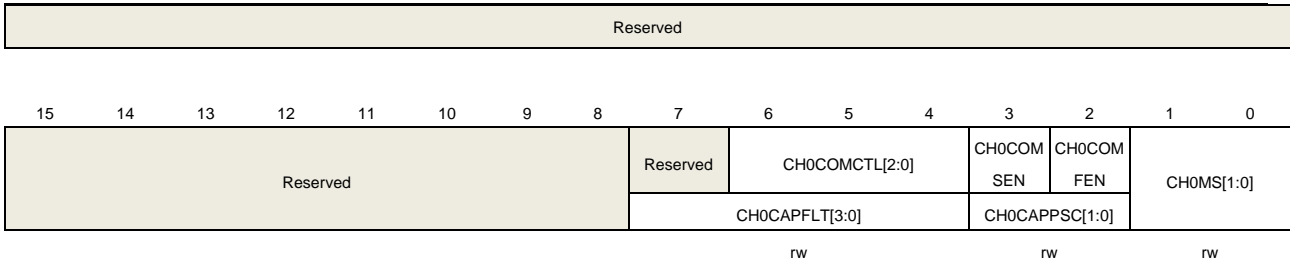 Reserved
15 14 13 12 11 10 9 8 7 6 5 4 3 2 1 0
Reserved Reserved CH0COMCTL[2:0] CH0COM SEN CH0COM FEN CH0MS[1:0]
CH0CAPFLT[3:0] CH0CAPPSC[1:0]
rw rw rw